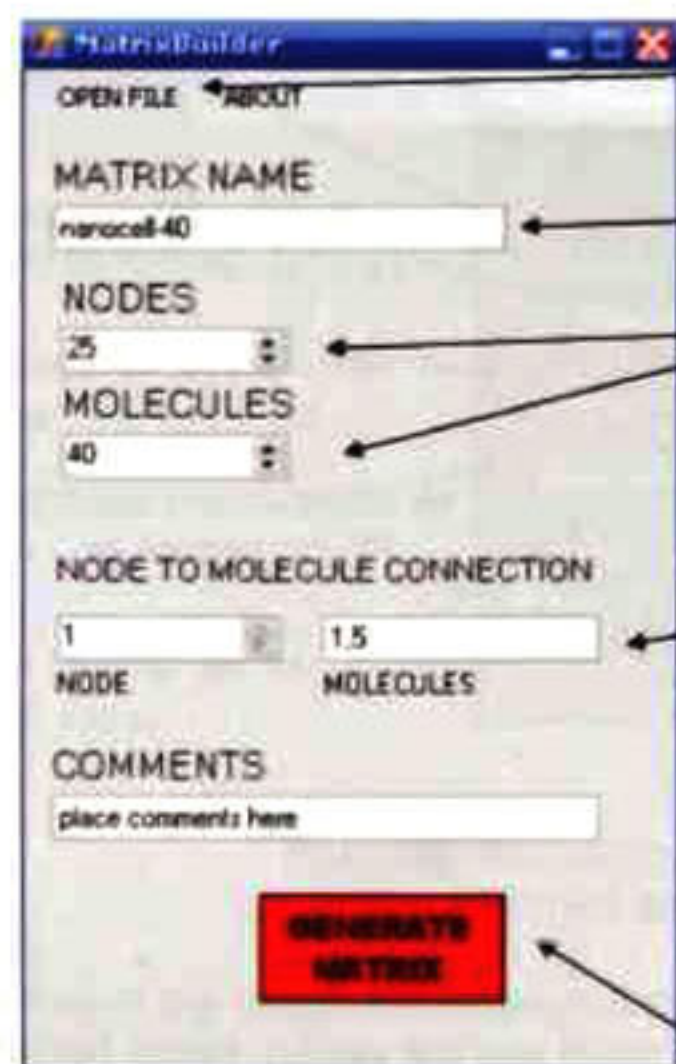 MatrixBuilder
OPEN FILE ABOUT
MATRIX NAME
nanocell-40
NODES
25
MOLECULES
40
NODE TO MOLECULE CONNECTION
1 1.5
NODE MOLECULES
COMMENTS
place comments here
GENERATE
MATRIX